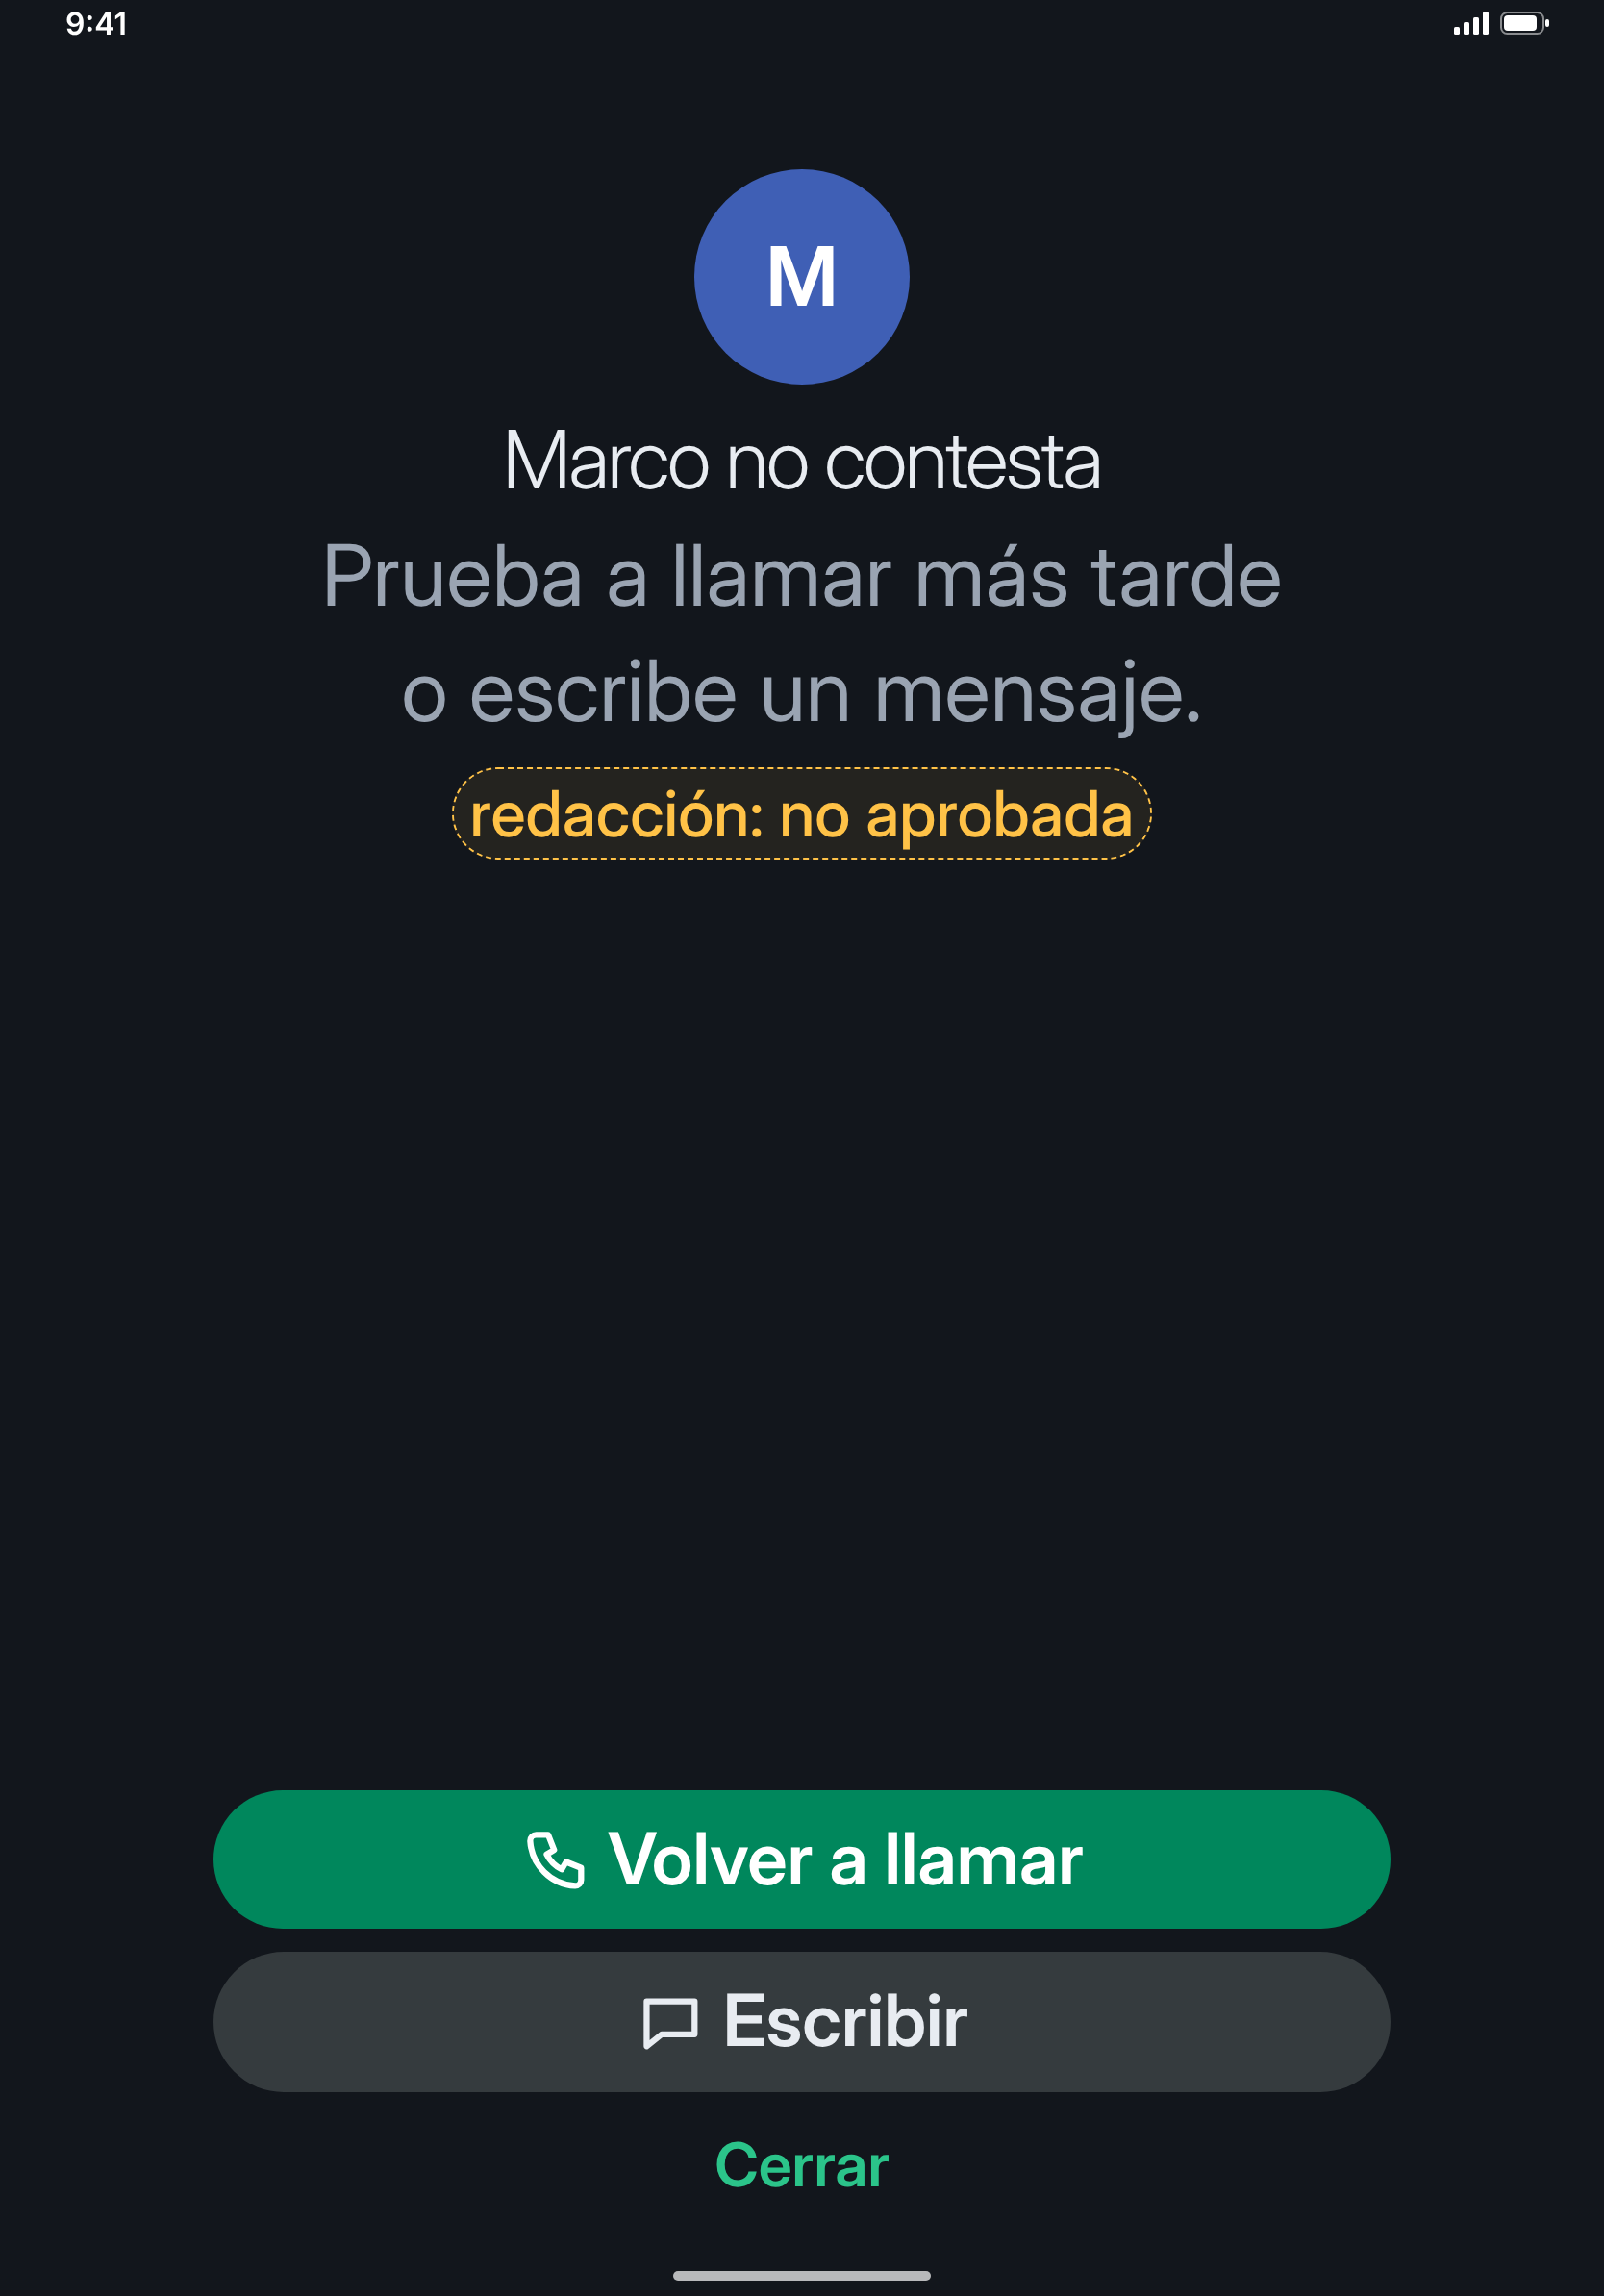 9:41
M
Marco no contesta
Prueba a llamar más tarde
o escribe un mensaje.
redacción: no aprobada
Volver a llamar
Escribir
Cerrar